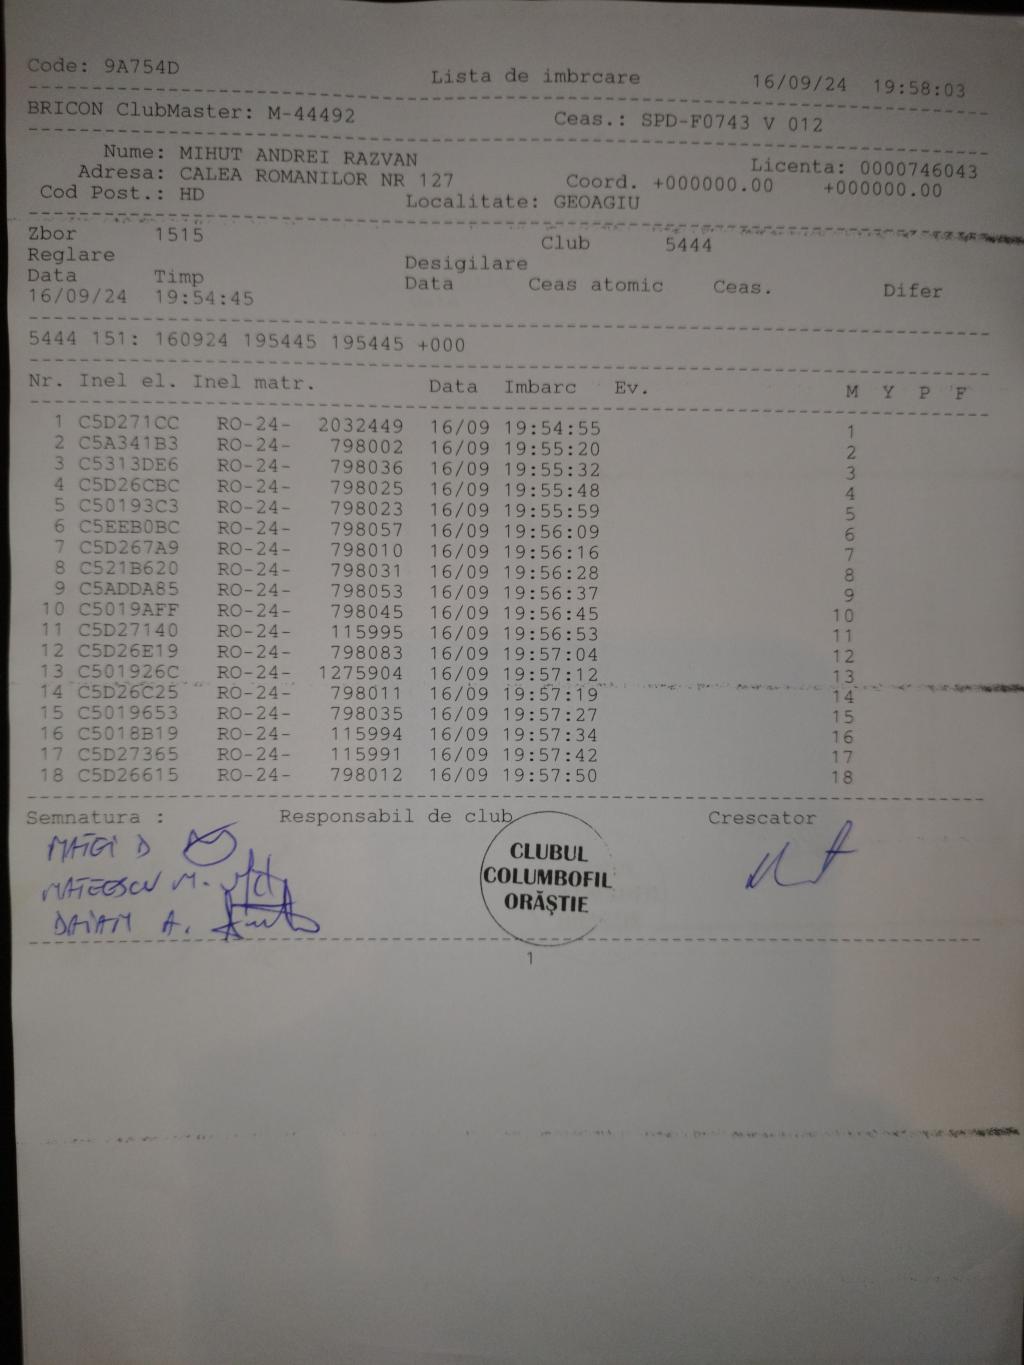 Code: 9A754D Lista de imbrcare 16/09/24 19:58:03
BRICON ClubMaster: M-44492 Ceas.: SPD-F0743 V 012
Nume: MIHUT ANDREI RAZVAN Licenta: 0000746043
Adresa: CALEA ROMANILOR NR 127 Coord. +000000.00 +000000.00
Cod Post.: HD Localitate: GEOAGIU
Zbor 1515 Club 5444
Reglare Desigilare
Data Timp Data Ceas atomic Ceas. Difer
16/09/24 19:54:45
5444 151: 160924 195445 195445 +000
Nr. Inel el. Inel matr. Data Imbarc Ev. M Y P F
1 C5D271CC RO-24- 2032449 16/09 19:54:55 1
2 C5A341B3 RO-24- 798002 16/09 19:55:20 2
3 C5313DE6 RO-24- 798036 16/09 19:55:32 3
4 C5D26CBC RO-24- 798025 16/09 19:55:48 4
5 C50193C3 RO-24- 798023 16/09 19:55:59 5
6 C5EEB0BC RO-24- 798057 16/09 19:56:09 6
7 C5D267A9 RO-24- 798010 16/09 19:56:16 7
8 C521B620 RO-24- 798031 16/09 19:56:28 8
9 C5ADDA85 RO-24- 798053 16/09 19:56:37 9
10 C5019AFF RO-24- 798045 16/09 19:56:45 10
11 C5D27140 RO-24- 115995 16/09 19:56:53 11
12 C5D26E19 RO-24- 798083 16/09 19:57:04 12
13 C501926C RO-24- 1275904 16/09 19:57:12 13
14 C5D26C25 RO-24- 798011 16/09 19:57:19 14
15 C5019653 RO-24- 798035 16/09 19:57:27 15
16 C5018B19 RO-24- 115994 16/09 19:57:34 16
17 C5D27365 RO-24- 115991 16/09 19:57:42 17
18 C5D26615 RO-24- 798012 16/09 19:57:50 18
Semnatura : Responsabil de club Crescator
MATEI D
MATEESCU M.
DAIAM A.
CLUBUL
COLUMBOFIL
ORĂŞTIE
1